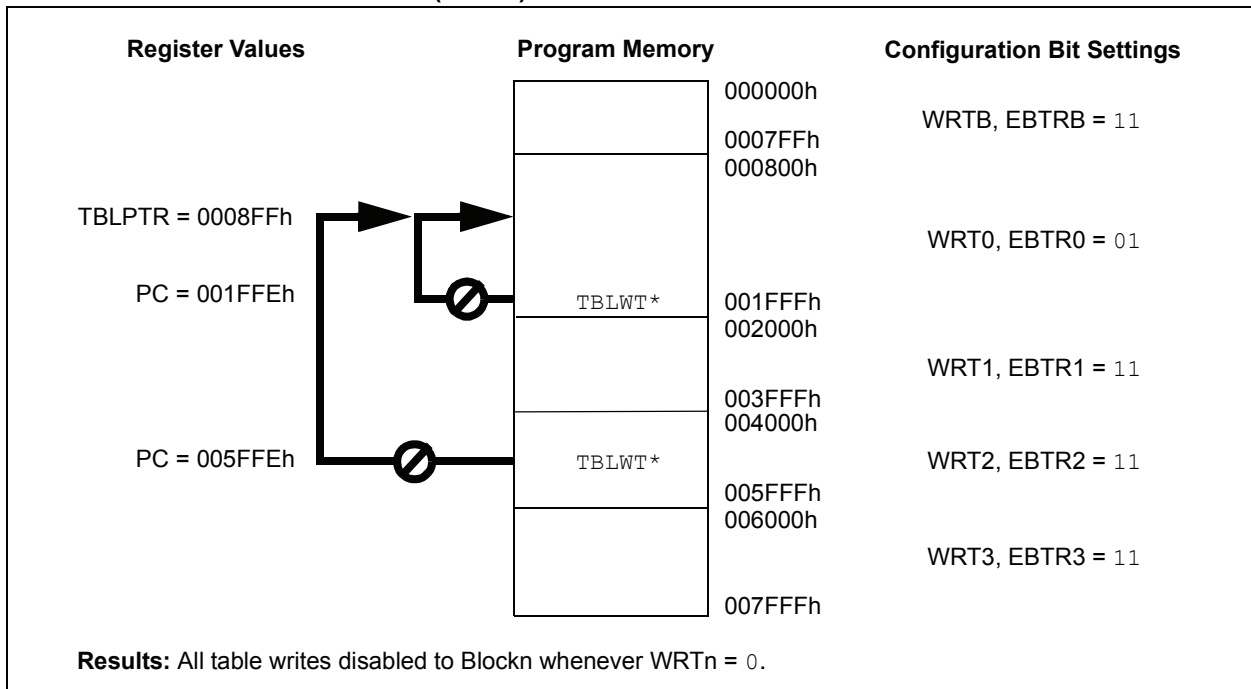 Register Values Program Memory Configuration Bit Settings
000000h
WRTB, EBTRB = 11
0007FFh
000800h
TBLPTR = 0008FFh
WRT0, EBTR0 = 01
PC = 001FFEh TBLWT* 001FFFh
002000h
WRT1, EBTR1 = 11
003FFFh
004000h
PC = 005FFEh TBLWT* WRT2, EBTR2 = 11
005FFFh
006000h
WRT3, EBTR3 = 11
007FFFh
Results: All table writes disabled to Blockn whenever WRTn = 0.